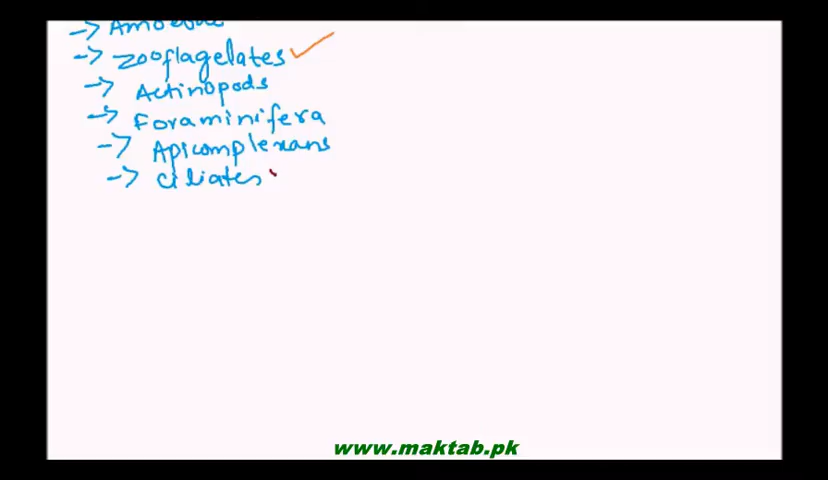 -> Amoebae
-> Zooflagelates
-> Actinopods
-> Foraminifera
-> Apicomplexans
-> Ciliates
www.maktab.pk